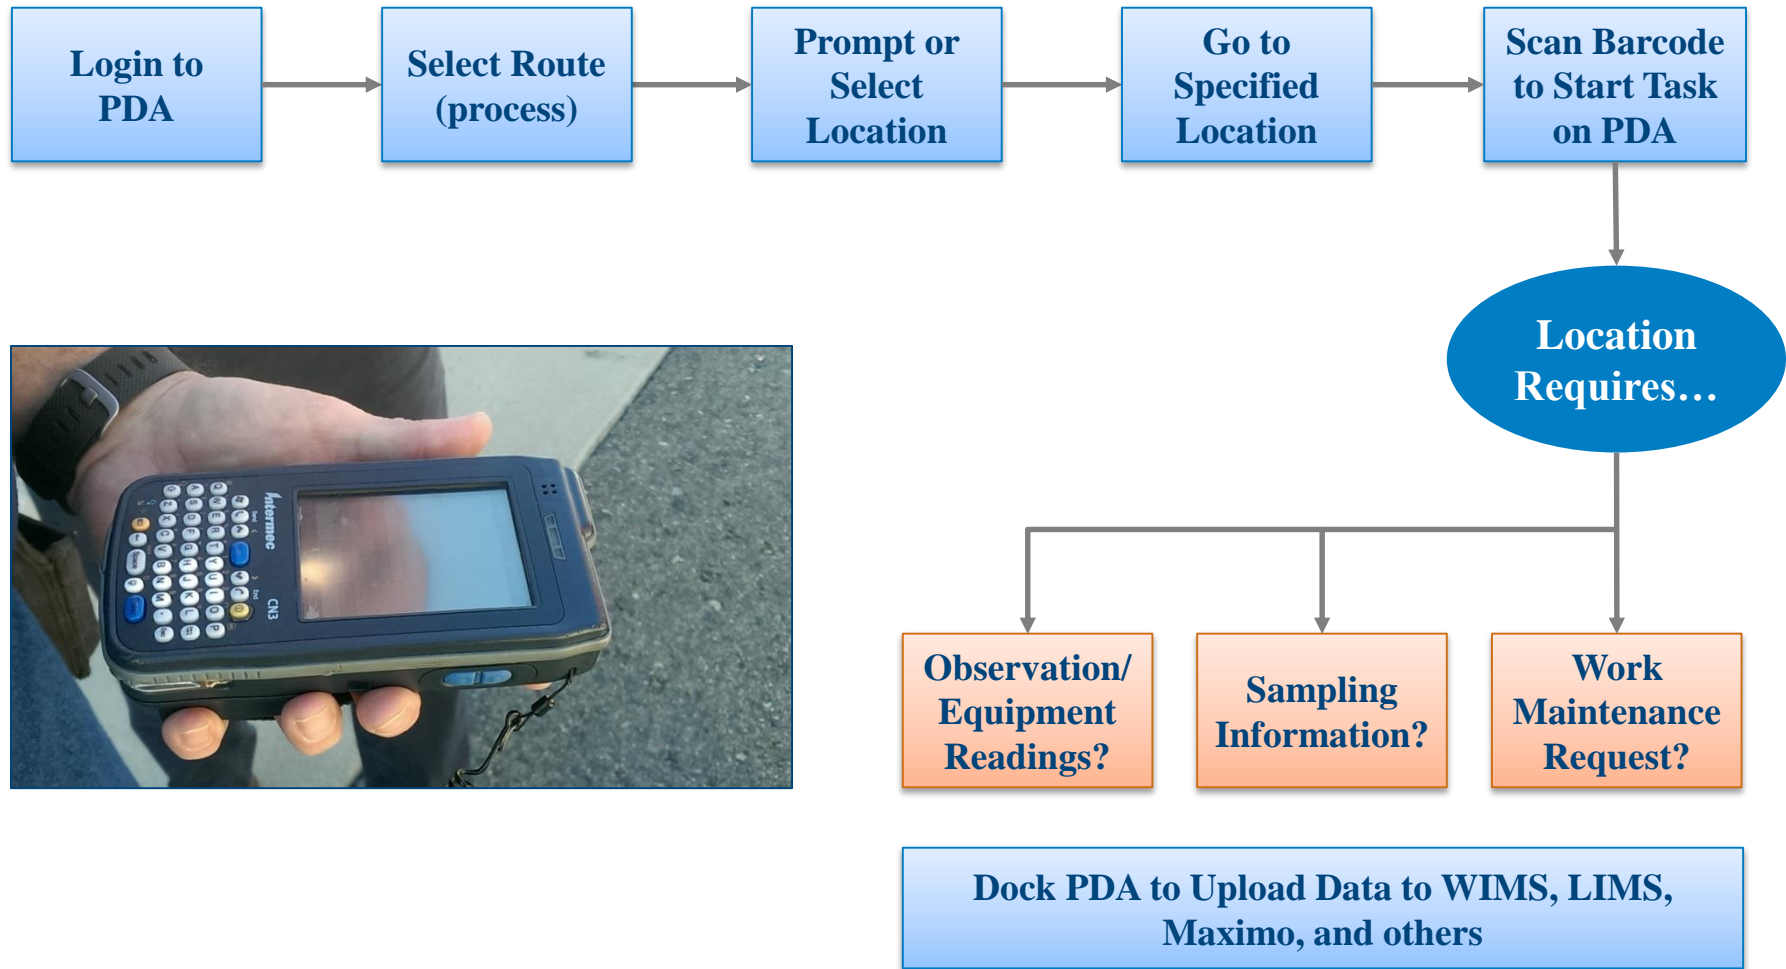 Login to
PDA
Select Route
(process)
Prompt or
Select
Location
Go to
Specified
Location
Scan Barcode
to Start Task
on PDA
Location
Requires…
Intermec
CN3
Observation/
Equipment
Readings?
Sampling
Information?
Work
Maintenance
Request?
Dock PDA to Upload Data to WIMS, LIMS,
Maximo, and others